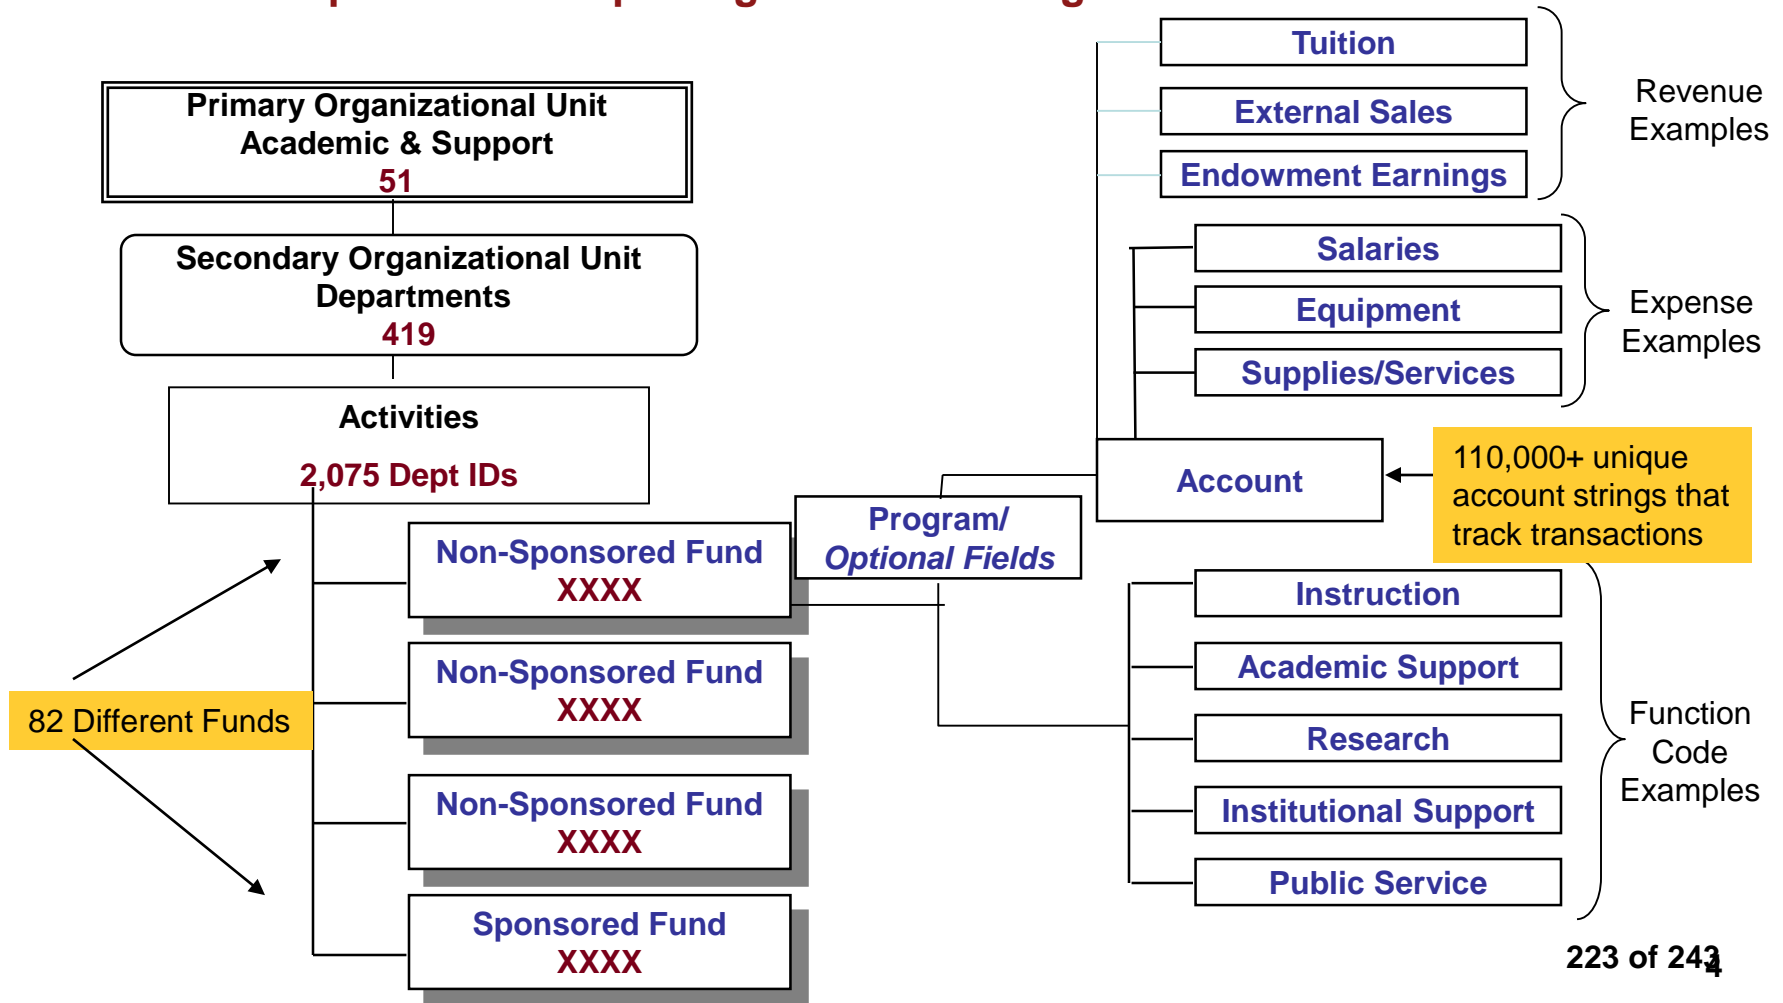 Primary Organizational Unit
Academic & Support
51
Secondary Organizational Unit
Departments
419
Activities
2,075 Dept IDs
82 Different Funds
Non-Sponsored Fund
XXXX
Non-Sponsored Fund
XXXX
Non-Sponsored Fund
XXXX
Sponsored Fund
XXXX
Program/
Optional Fields
Tuition
External Sales
Endowment Earnings
Revenue
Examples
Salaries
Equipment
Supplies/Services
Expense
Examples
Account
110,000+ unique
account strings that
track transactions
Instruction
Academic Support
Research
Institutional Support
Public Service
Function
Code
Examples
223 of 243
4